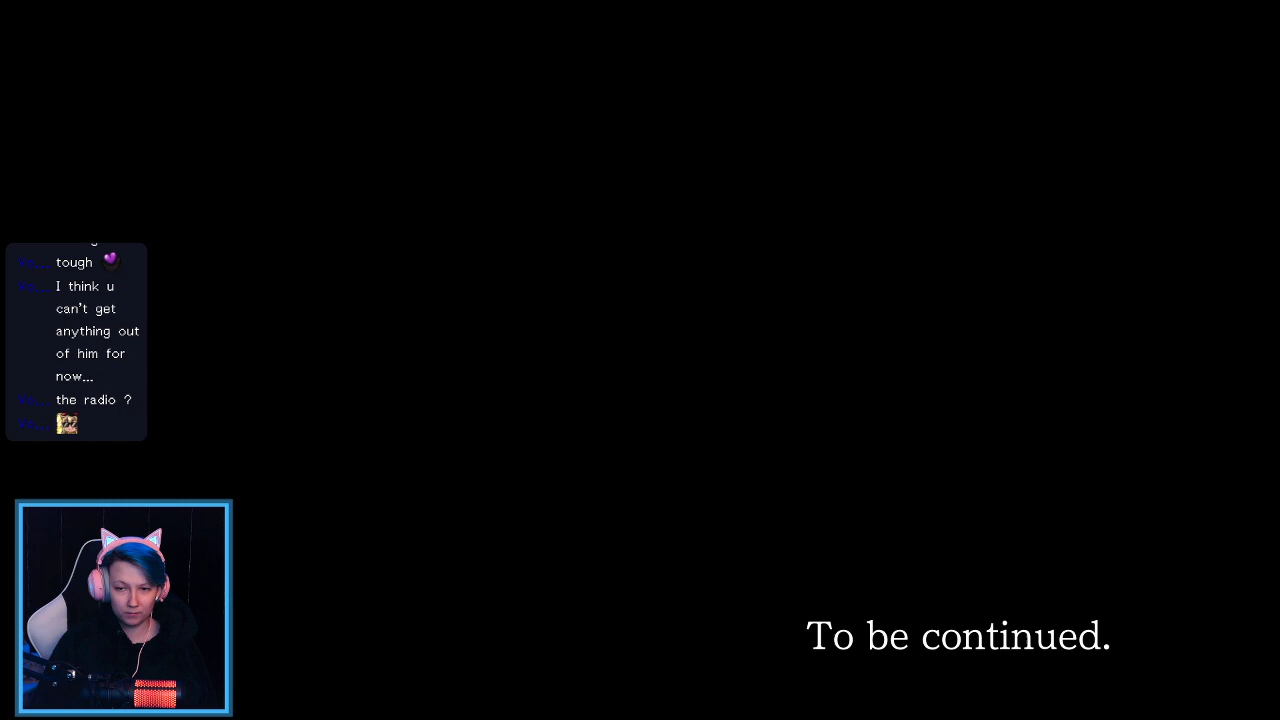 tough
I think u
can't get
anything out
of him for
now...
the radio ?
To be continued.